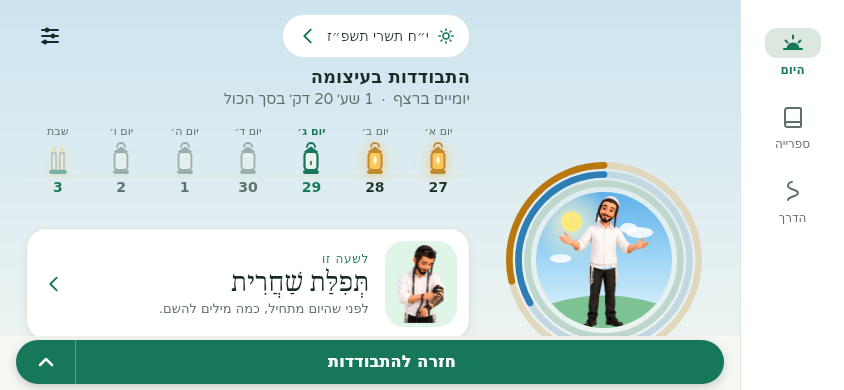 היום
ספרייה
הדרך
י״ח תשרי תשפ״ז
התבודדות בעיצומה
יומיים ברצף · 1 שע׳ 20 דק׳ בסך הכול
יום א׳ יום ב׳ יום ג׳ יום ד׳ יום ה׳ יום ו׳ שבת
27 28 29 30 1 2 3
לשעה זו
תְּפִלַּת שַׁחֲרִית
לפני שהיום מתחיל, כמה מילים להשם.
חזרה להתבודדות